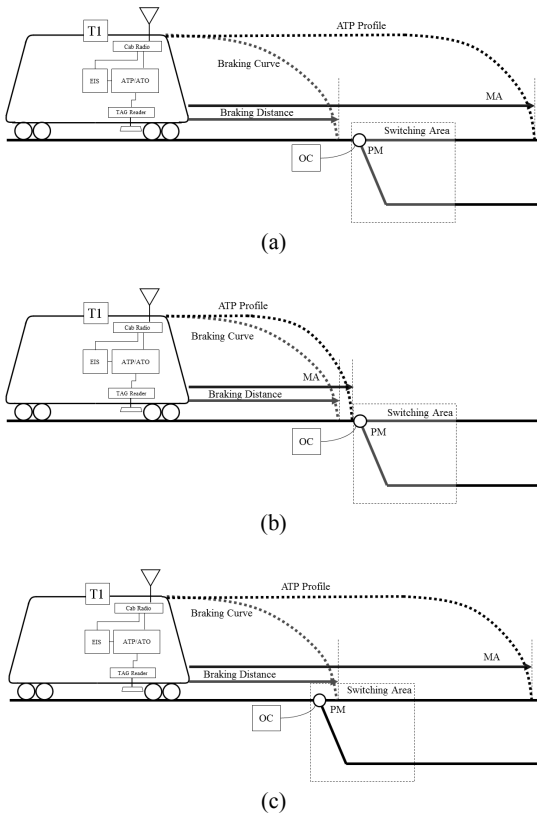 T1
ATP Profile
Cab Radio
Braking Curve
EIS
ATP/ATO
TAG Reader
MA
Braking Distance
Switching Area
OC
PM
(a)
ATP Profile
T1
Cab Radio
Braking Curve
EIS
ATP/ATO
MA
TAG Reader
Braking Distance
Switching Area
OC
PM
(b)
T1
ATP Profile
Cab Radio
Braking Curve
EIS
ATP/ATO
MA
TAG Reader
Braking Distance
Switching Area
OC
PM
(c)